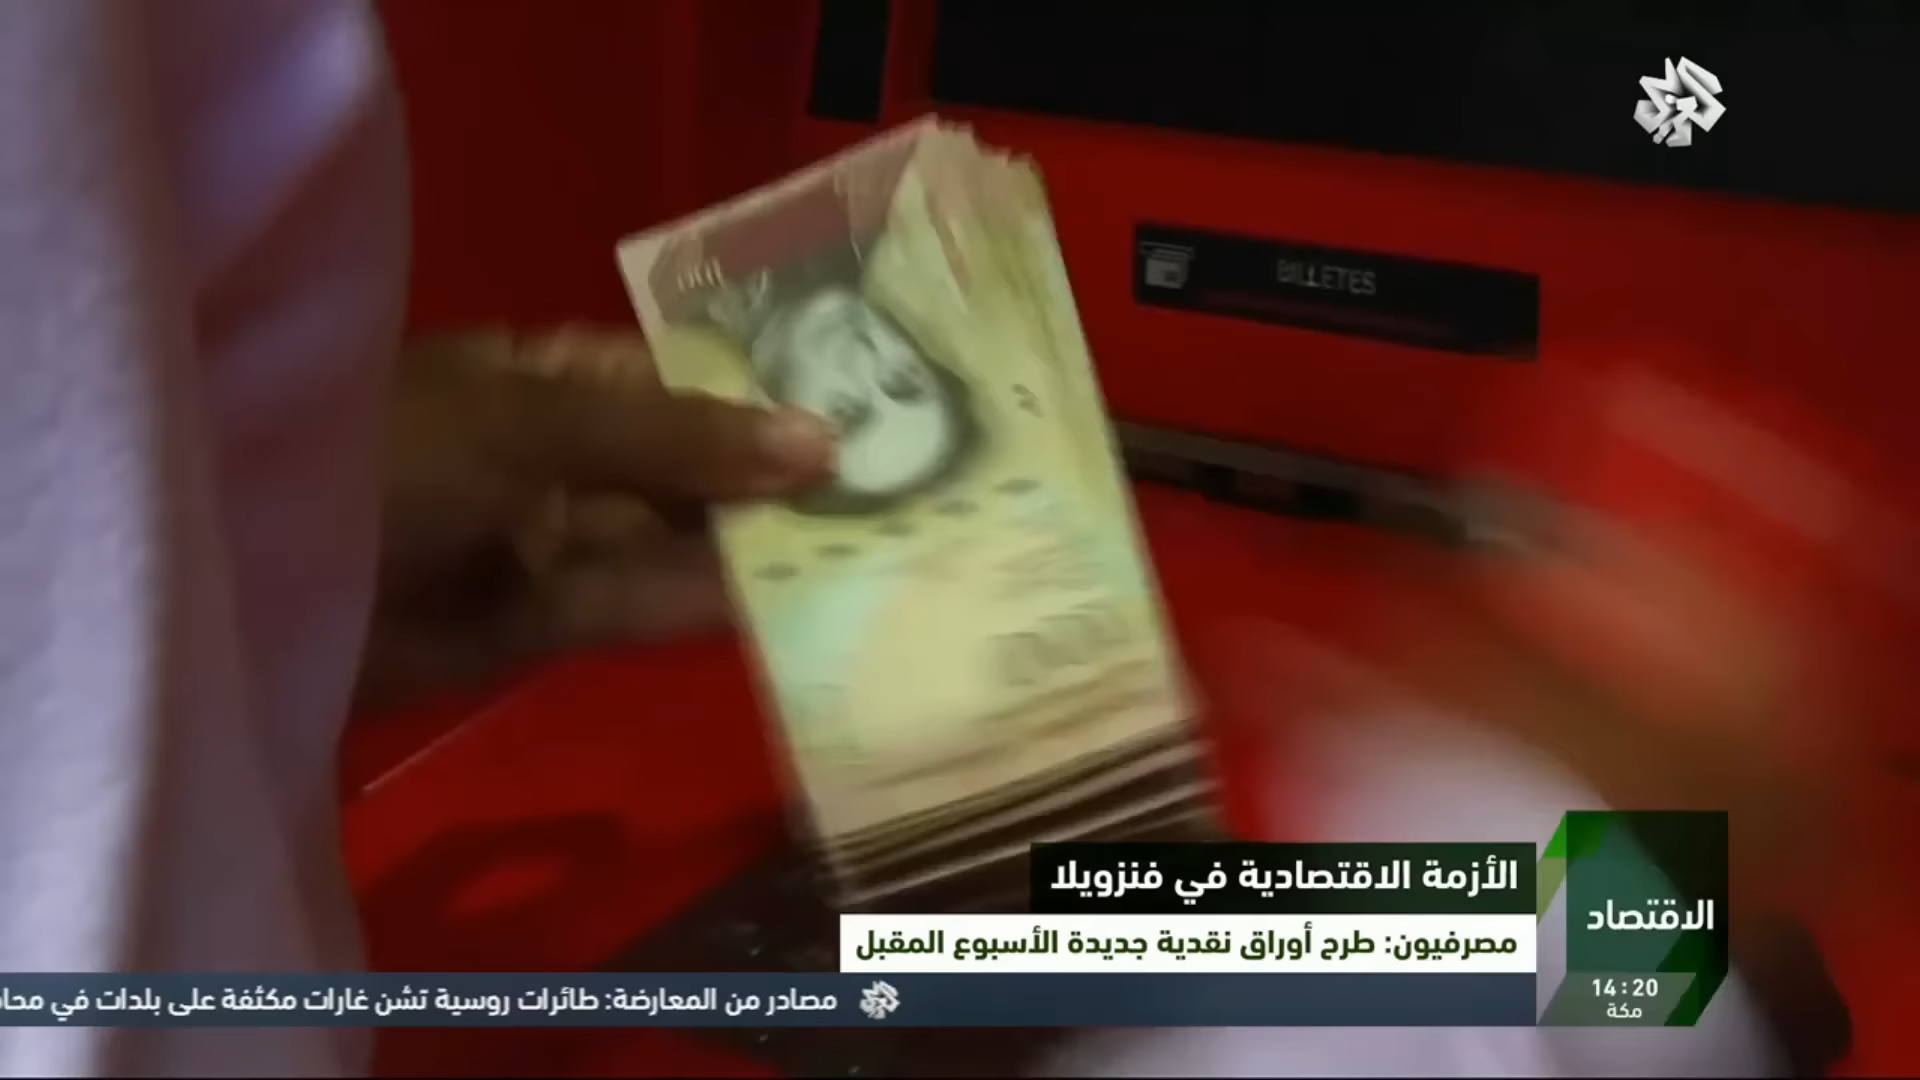 BILLETES
الأزمة الاقتصادية في فنزويلا
مصرفيون: طرح أوراق نقدية جديدة الأسبوع المقبل
الاقتصاد
14:20
مكة
مصادر من المعارضة: طائرات روسية تشن غارات مكثفة على بلدات في